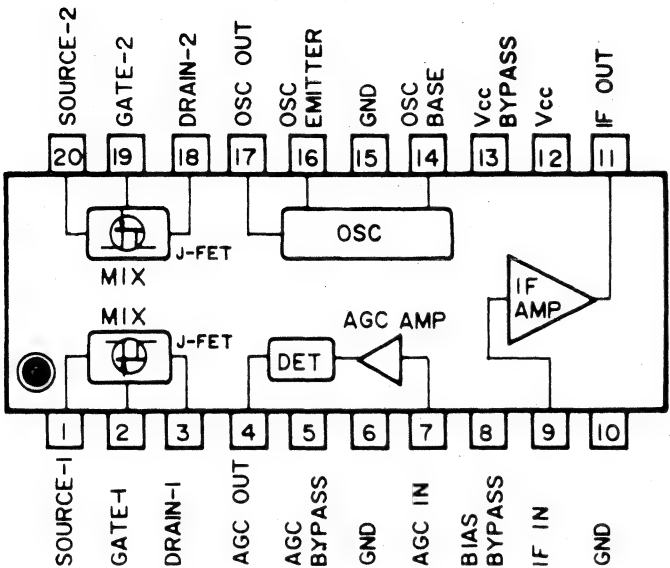 SOURCE-2
GATE-2
DRAIN-2
OSC OUT
OSC
EMITTER
GND
OSC
BASE
Vcc
BYPASS
Vcc
IF OUT
20
19
18
17
16
15
14
13
12
11
J-FET
MIX
OSC
IF
AMP
MIX
J-FET
AGC AMP
DET
1
2
3
4
5
6
7
8
9
10
SOURCE-1
GATE-1
DRAIN-1
AGC OUT
AGC
BYPASS
GND
AGC IN
BIAS
BYPASS
IF IN
GND